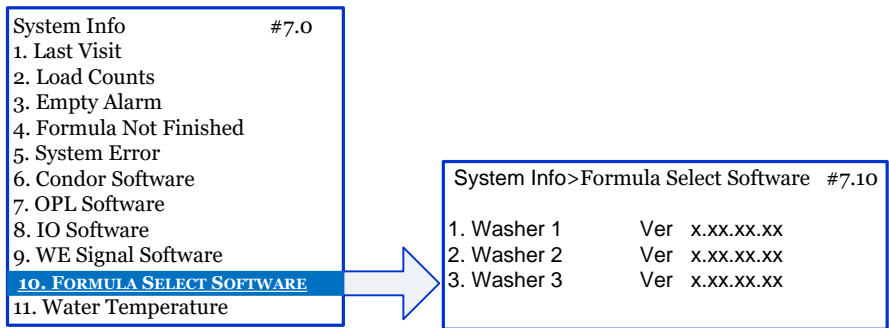 System Info #7.0
1. Last Visit
2. Load Counts
3. Empty Alarm
4. Formula Not Finished
5. System Error
6. Condor Software
7. OPL Software
8. IO Software
9. WE Signal Software
10. FORMULA SELECT SOFTWARE
11. Water Temperature
System Info>Formula Select Software #7.10
1. Washer 1 Ver x.xx.xx.xx
2. Washer 2 Ver x.xx.xx.xx
3. Washer 3 Ver x.xx.xx.xx